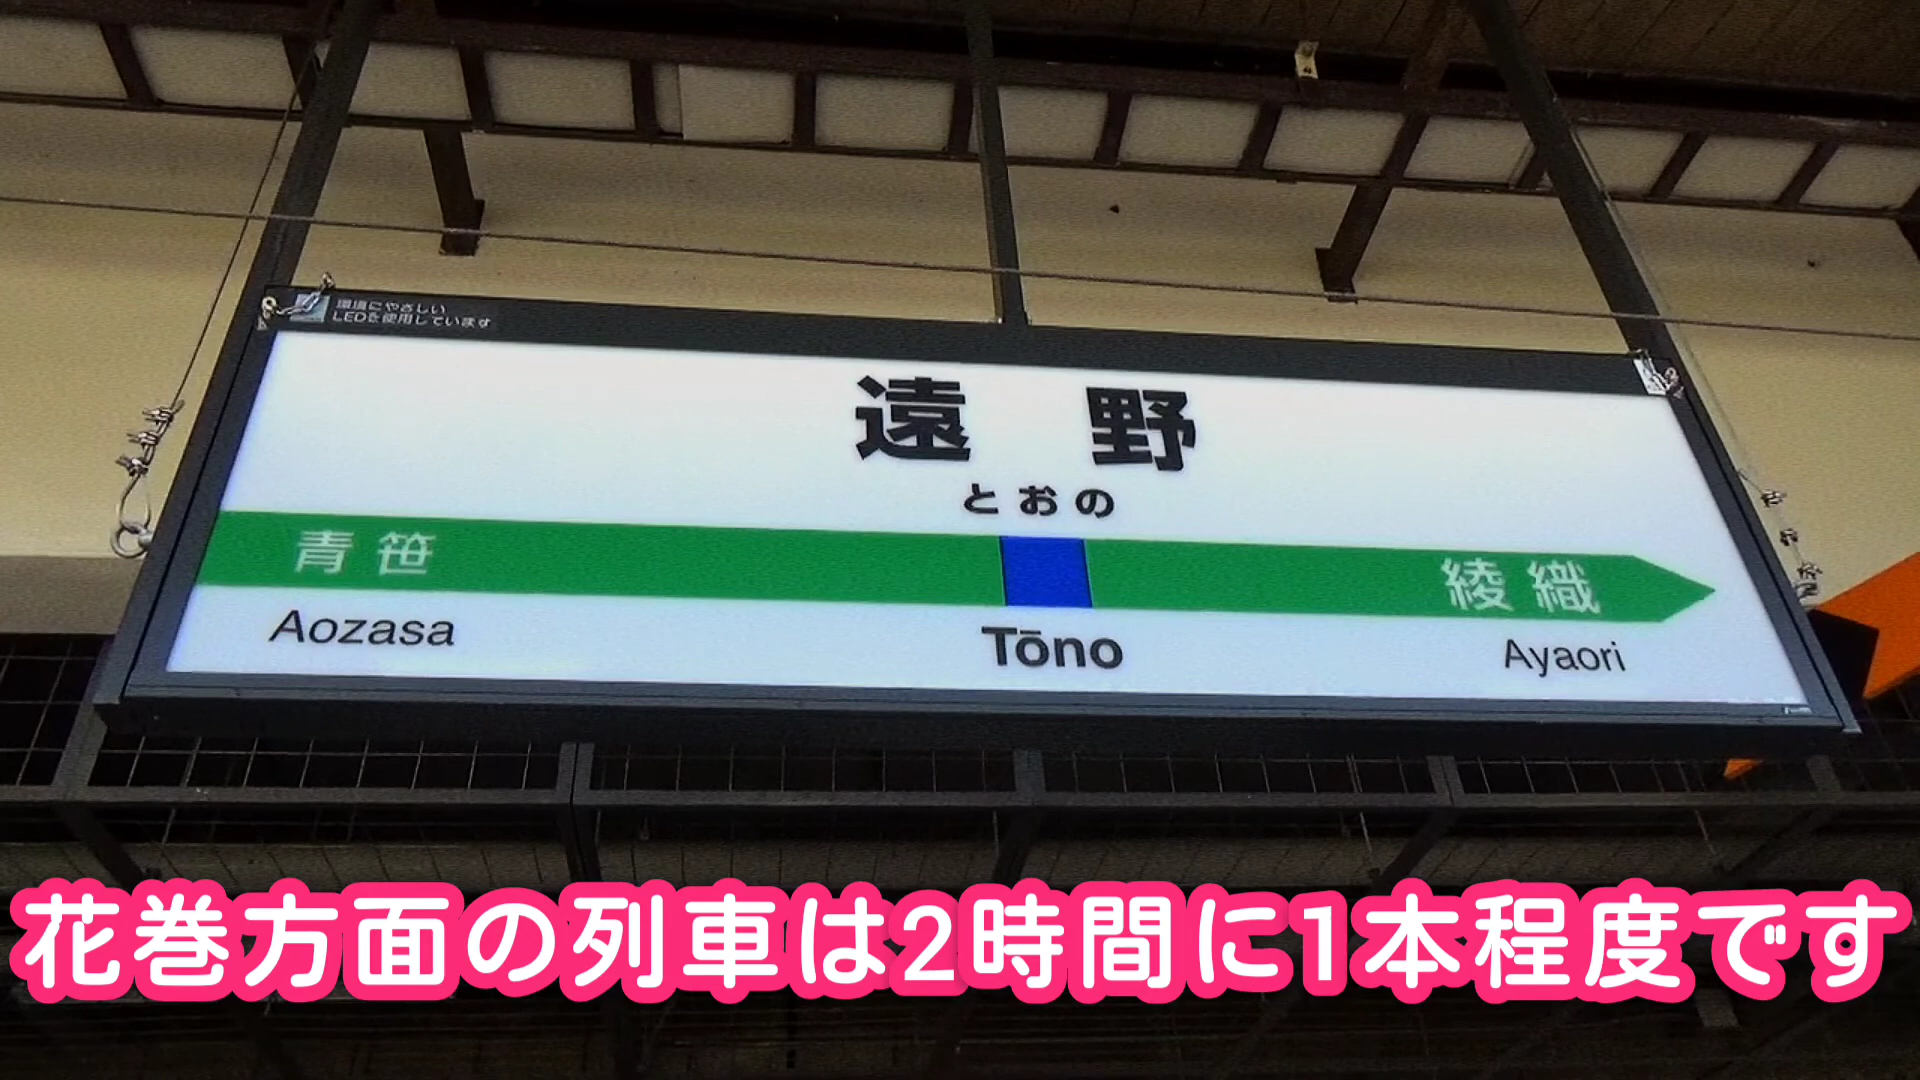 環境にやさしい
LEDを使用しています
遠野
とおの
青笹
綾織
Aozasa
Tōno
Ayaori
花巻方面の列車は2時間に1本程度です